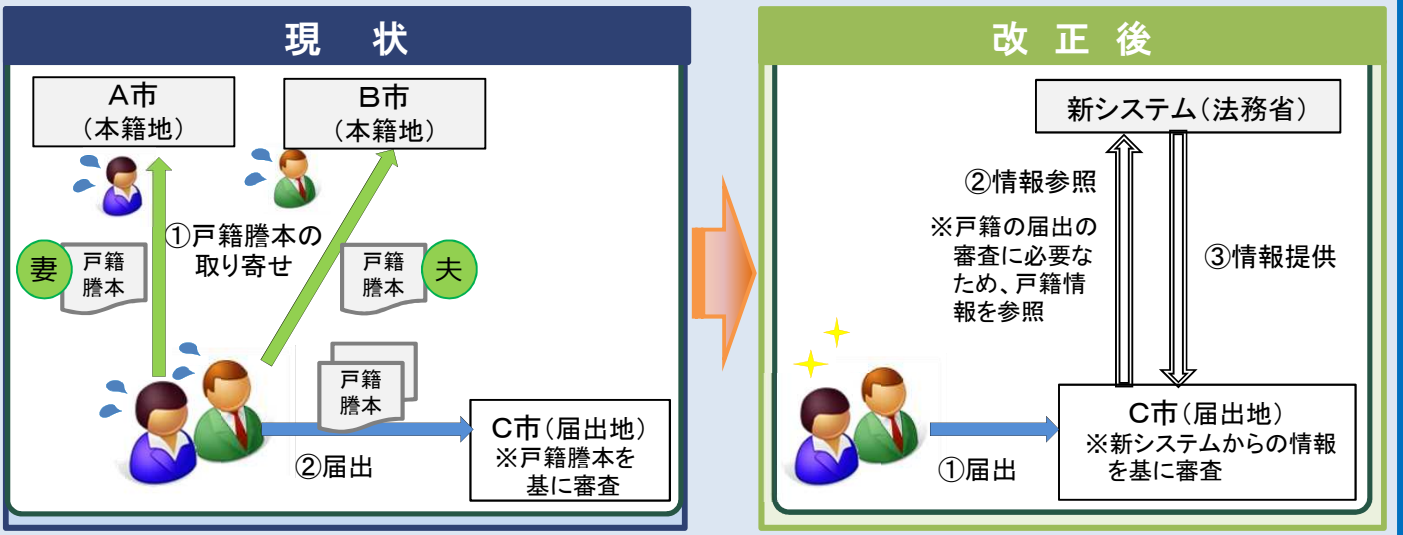 現 状
A市
(本籍地)
B市
(本籍地)
①戸籍謄本の
取り寄せ
妻
戸籍
謄本
戸籍
謄本
夫
戸籍
謄本
②届出
C市(届出地)
※戸籍謄本を
基に審査
改 正 後
新システム(法務省)
②情報参照
※戸籍の届出の
審査に必要な
ため、戸籍情
報を参照
③情報提供
①届出
C市(届出地)
※新システムからの情報
を基に審査